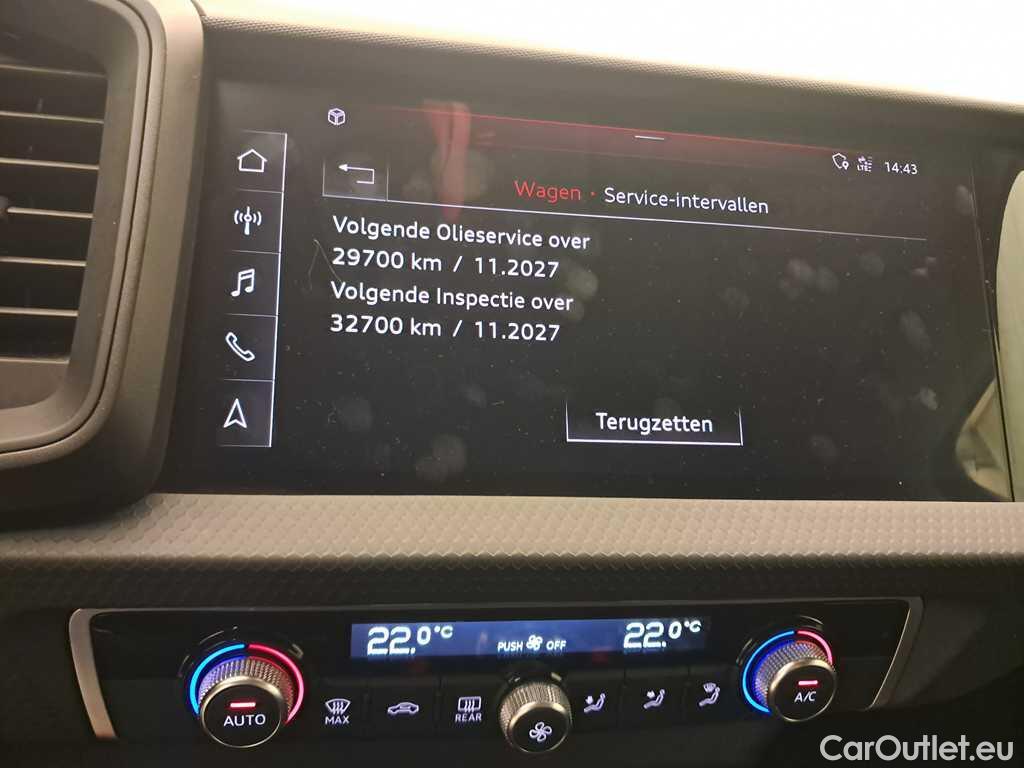 LTE
14:43
Wagen · Service-intervallen
Volgende Olieservice over
29700 km / 11.2027
Volgende Inspectie over
32700 km / 11.2027
Terugzetten
22.0°C
PUSH OFF
22.0°C
AUTO
MAX
REAR
A/C
CarOutlet.eu